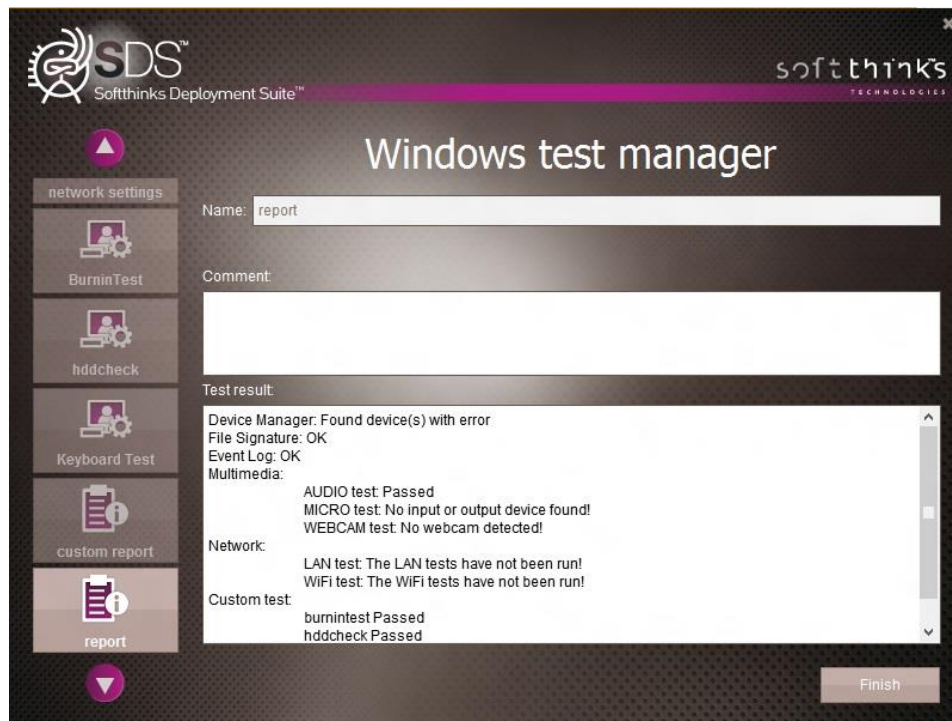 SDS™
Softthinks Deployment Suite™
softthinks
TECHNOLOGIES
Windows test manager
network settings
BurninTest
hddcheck
Keyboard Test
custom report
report
Name: report
Comment:
Test result:
Device Manager: Found device(s) with error
File Signature: OK
Event Log: OK
Multimedia:
AUDIO test: Passed
MICRO test: No input or output device found!
WEBCAM test: No webcam detected!
Network:
LAN test: The LAN tests have not been run!
WiFi test: The WiFi tests have not been run!
Custom test:
burnintest Passed
hddcheck Passed
Finish